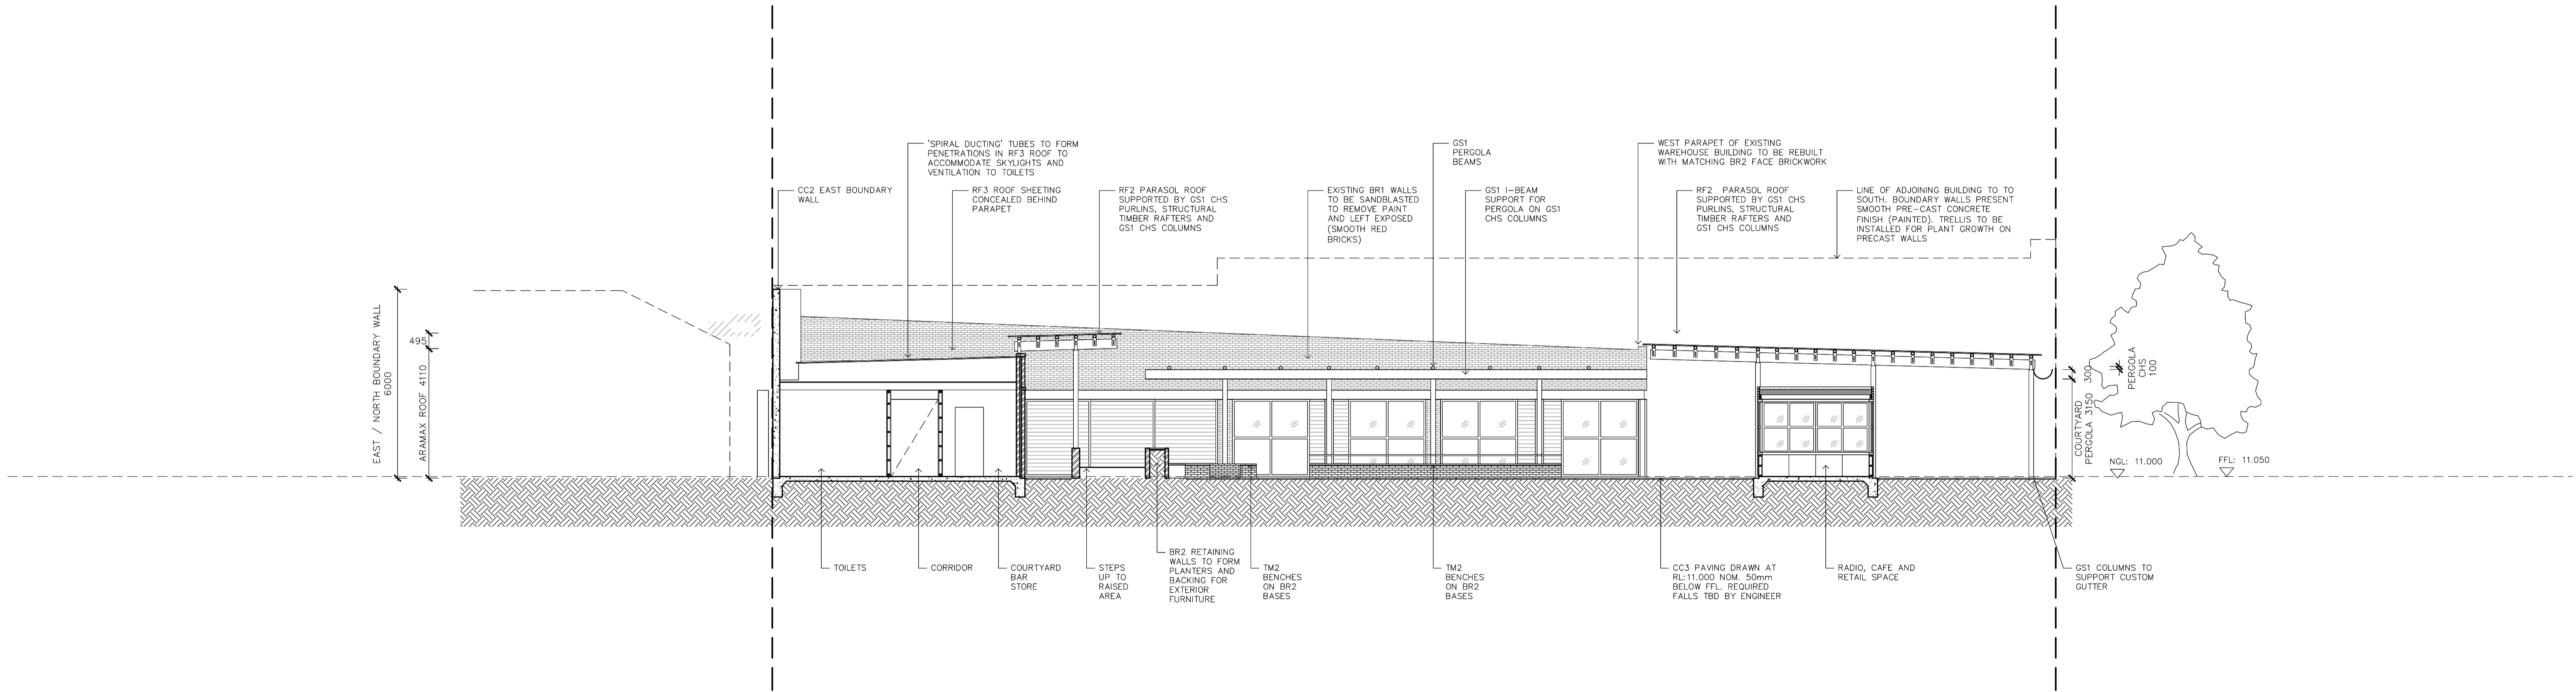 'SPIRAL DUCTING' TUBES TO FORM
PENETRATIONS IN RF3 ROOF TO
ACCOMMODATE SKYLIGHTS AND
VENTILATION TO TOILETS
GS1
PERGOLA
BEAMS
WEST PARAPET OF EXISTING
WAREHOUSE BUILDING TO BE REBUILT
WITH MATCHING BR2 FACE BRICKWORK
CC2 EAST BOUNDARY
WALL
RF3 ROOF SHEETING
CONCEALED BEHIND
PARAPET
RF2 PARASOL ROOF
SUPPORTED BY GS1 CHS
PURLINS, STRUCTURAL
TIMBER RAFTERS AND
GS1 CHS COLUMNS
EXISTING BR1 WALLS
TO BE SANDBLASTED
TO REMOVE PAINT
AND LEFT EXPOSED
(SMOOTH RED
BRICKS)
GS1 I-BEAM
SUPPORT FOR
PERGOLA ON GS1
CHS COLUMNS
RF2 PARASOL ROOF
SUPPORTED BY GS1 CHS
PURLINS, STRUCTURAL
TIMBER RAFTERS AND
GS1 CHS COLUMNS
LINE OF ADJOINING BUILDING TO TO
SOUTH. BOUNDARY WALLS PRESENT
SMOOTH PRE-CAST CONCRETE
FINISH (PAINTED). TRELLIS TO BE
INSTALLED FOR PLANT GROWTH ON
PRECAST WALLS
EAST / NORTH BOUNDARY WALL
6000
495
ARAMAX ROOF 4110
300
COURTYARD
PERGOLA 3150
PERGOLA
CHS
100
NGL: 11.000
FFL: 11.050
TOILETS
CORRIDOR
COURTYARD
BAR
STORE
STEPS
UP TO
RAISED
AREA
BR2 RETAINING
WALLS TO FORM
PLANTERS AND
BACKING FOR
EXTERIOR
FURNITURE
TM2
BENCHES
ON BR2
BASES
TM2
BENCHES
ON BR2
BASES
CC3 PAVING DRAWN AT
RL:11.000 NOM. 50mm
BELOW FFL. REQUIRED
FALLS TBD BY ENGINEER
RADIO, CAFE AND
RETAIL SPACE
GS1 COLUMNS TO
SUPPORT CUSTOM
GUTTER